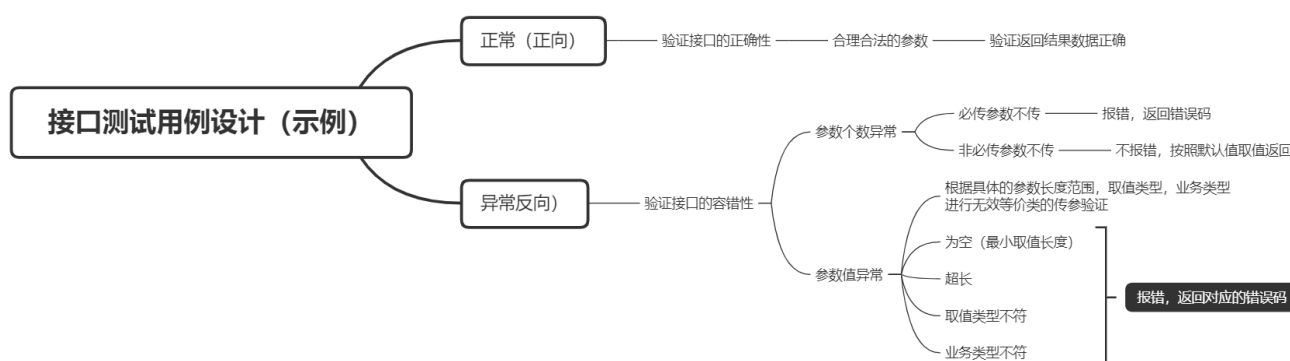 接口测试用例设计（示例）
正常（正向）
验证接口的正确性
合理合法的参数
验证返回结果数据正确
异常反向）
验证接口的容错性
参数个数异常
必传参数不传
报错，返回错误码
非必传参数不传
不报错，按照默认值取值返回
参数值异常
根据具体的参数长度范围，取值类型，业务类型
进行无效等价类的传参验证
为空（最小取值长度）
超长
取值类型不符
业务类型不符
报错，返回对应的错误码